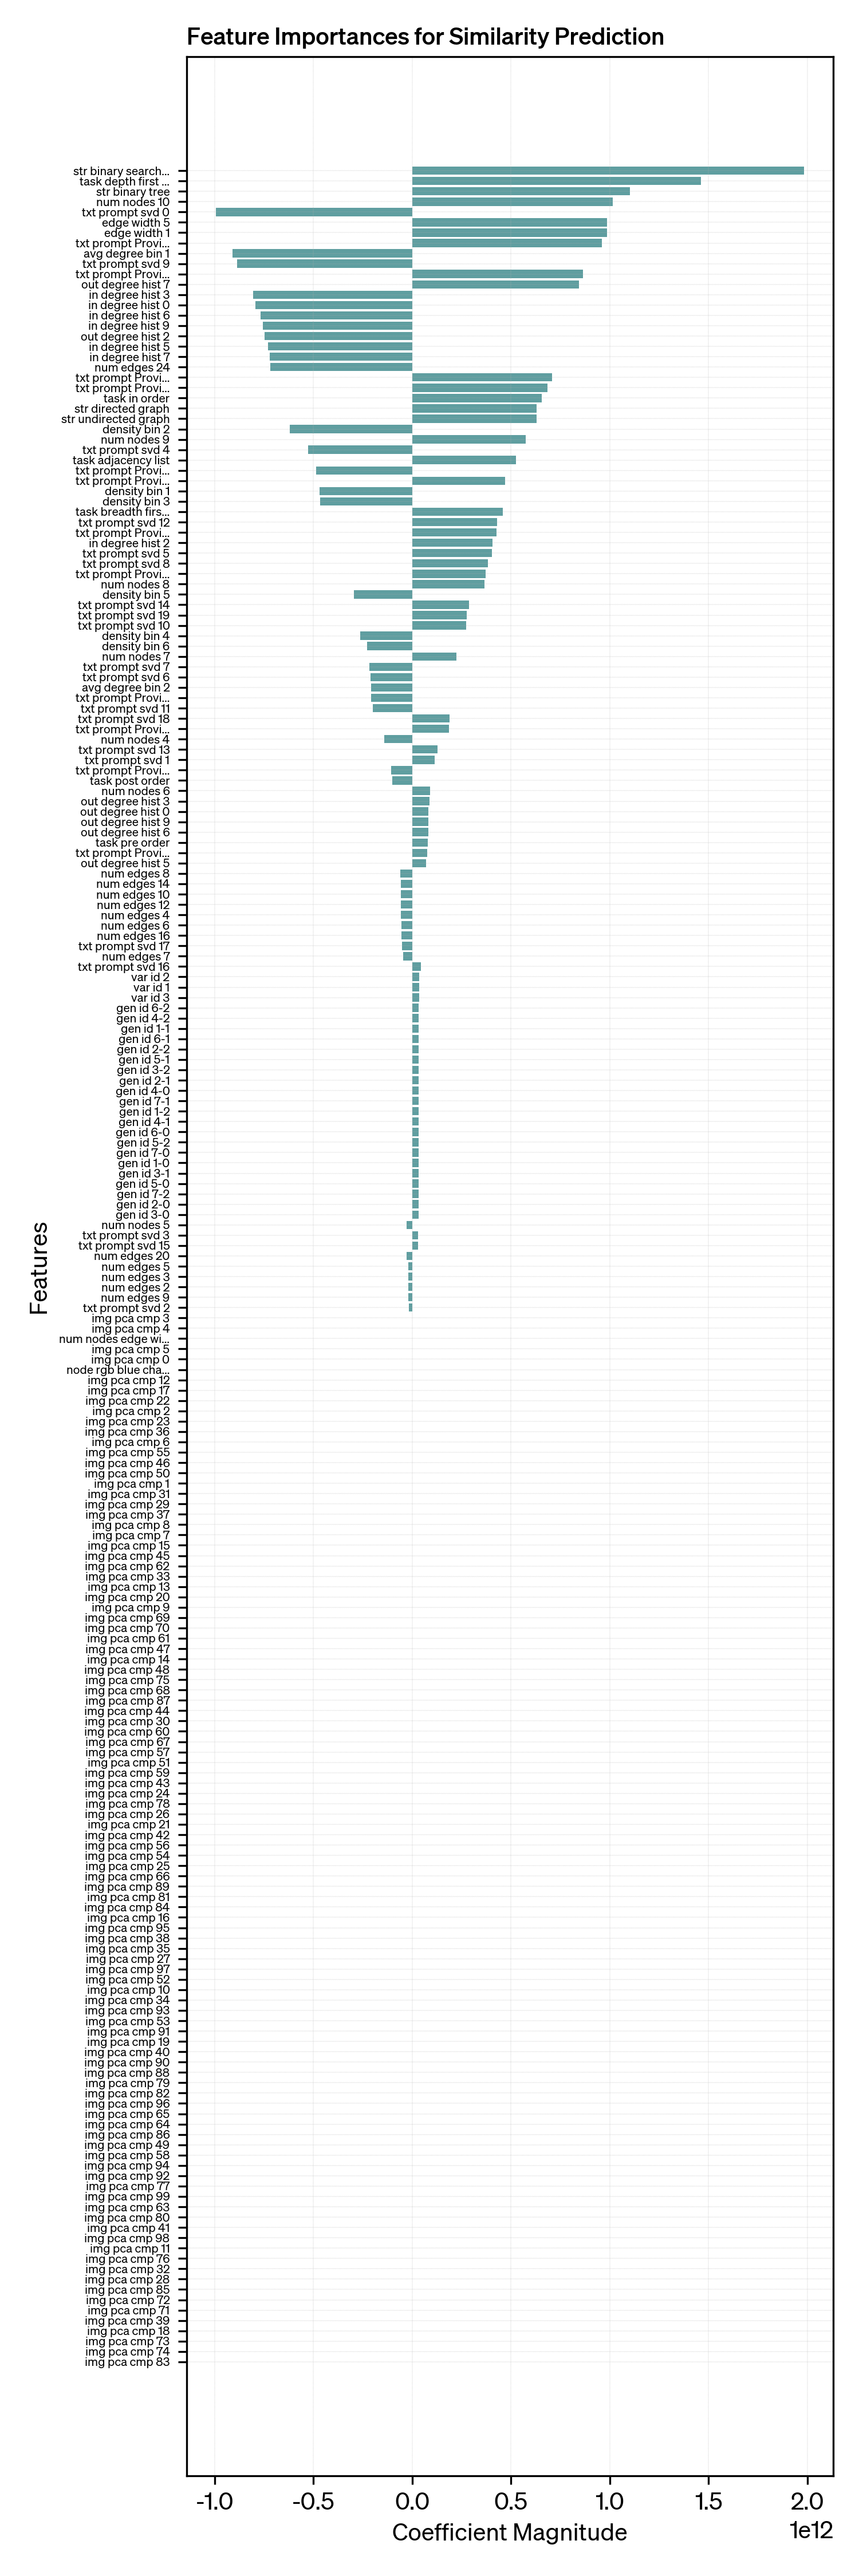 Feature Importances for Similarity Prediction
str binary search...
task depth first ...
str binary tree
num nodes 10
txt prompt svd 0
edge width 5
edge width 1
txt prompt Provi...
avg degree bin 1
txt prompt svd 9
txt prompt Provi...
out degree hist 7
in degree hist 3
in degree hist 0
in degree hist 6
in degree hist 9
out degree hist 2
in degree hist 5
in degree hist 7
num edges 24
txt prompt Provi...
txt prompt Provi...
task in order
str directed graph
str undirected graph
density bin 2
num nodes 9
txt prompt svd 4
task adjacency list
txt prompt Provi...
txt prompt Provi...
density bin 1
density bin 3
task breadth firs...
txt prompt svd 12
txt prompt Provi...
in degree hist 2
txt prompt svd 5
txt prompt svd 8
txt prompt Provi...
num nodes 8
density bin 5
txt prompt svd 14
txt prompt svd 19
txt prompt svd 10
density bin 4
density bin 6
num nodes 7
txt prompt svd 7
txt prompt svd 6
avg degree bin 2
txt prompt Provi...
txt prompt svd 11
txt prompt svd 18
txt prompt Provi...
num nodes 4
txt prompt svd 13
txt prompt svd 1
txt prompt Provi...
task post order
num nodes 6
out degree hist 3
out degree hist 0
out degree hist 9
out degree hist 6
task pre order
txt prompt Provi...
out degree hist 5
num edges 8
num edges 14
num edges 10
num edges 12
num edges 4
num edges 6
num edges 16
txt prompt svd 17
num edges 7
txt prompt svd 16
var id 2
var id 1
var id 3
gen id 6-2
gen id 4-2
gen id 1-1
gen id 6-1
gen id 2-2
gen id 5-1
gen id 3-2
gen id 2-1
gen id 4-0
gen id 7-1
gen id 1-2
gen id 4-1
gen id 6-0
gen id 5-2
gen id 7-0
gen id 1-0
gen id 3-1
gen id 5-0
gen id 7-2
gen id 2-0
gen id 3-0
num nodes 5
txt prompt svd 3
txt prompt svd 15
num edges 20
num edges 5
num edges 3
num edges 2
num edges 9
txt prompt svd 2
img pca cmp 3
img pca cmp 4
num nodes edge wi...
img pca cmp 5
img pca cmp 0
node rgb blue cha...
img pca cmp 12
img pca cmp 17
img pca cmp 22
img pca cmp 2
img pca cmp 23
img pca cmp 36
img pca cmp 6
img pca cmp 55
img pca cmp 46
img pca cmp 50
img pca cmp 1
img pca cmp 31
img pca cmp 29
img pca cmp 37
img pca cmp 8
img pca cmp 7
img pca cmp 15
img pca cmp 45
img pca cmp 62
img pca cmp 33
img pca cmp 13
img pca cmp 20
img pca cmp 9
img pca cmp 69
img pca cmp 70
img pca cmp 61
img pca cmp 47
img pca cmp 14
img pca cmp 48
img pca cmp 75
img pca cmp 68
img pca cmp 87
img pca cmp 44
img pca cmp 30
img pca cmp 60
img pca cmp 67
img pca cmp 57
img pca cmp 51
img pca cmp 59
img pca cmp 43
img pca cmp 24
img pca cmp 78
img pca cmp 26
img pca cmp 21
img pca cmp 42
img pca cmp 56
img pca cmp 54
img pca cmp 25
img pca cmp 66
img pca cmp 89
img pca cmp 81
img pca cmp 84
img pca cmp 16
img pca cmp 95
img pca cmp 38
img pca cmp 35
img pca cmp 27
img pca cmp 97
img pca cmp 52
img pca cmp 10
img pca cmp 34
img pca cmp 93
img pca cmp 53
img pca cmp 91
img pca cmp 19
img pca cmp 40
img pca cmp 90
img pca cmp 88
img pca cmp 79
img pca cmp 82
img pca cmp 96
img pca cmp 65
img pca cmp 64
img pca cmp 86
img pca cmp 49
img pca cmp 58
img pca cmp 94
img pca cmp 92
img pca cmp 77
img pca cmp 99
img pca cmp 63
img pca cmp 80
img pca cmp 41
img pca cmp 98
img pca cmp 11
img pca cmp 76
img pca cmp 32
img pca cmp 28
img pca cmp 85
img pca cmp 72
img pca cmp 71
img pca cmp 39
img pca cmp 18
img pca cmp 73
img pca cmp 74
img pca cmp 83
Features
-1.0 -0.5 0.0 0.5 1.0 1.5 2.0
1e12
Coefficient Magnitude